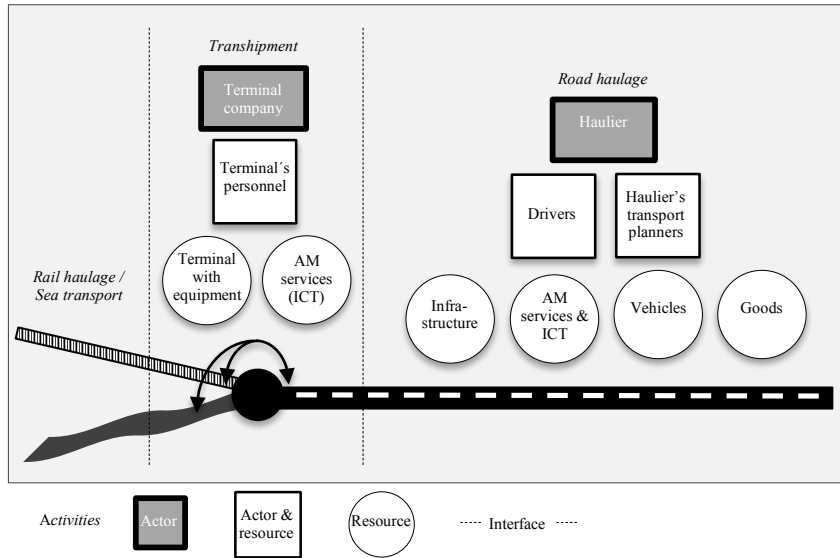 Transhipment
Terminal
company
Terminal´s
personnel
Terminal
with
equipment
AM
services
(ICT)
Rail haulage /
Sea transport
Road haulage
Haulier
Drivers
Haulier's
transport
planners
Infra-
structure
AM
services &
ICT
Vehicles
Goods
Activities
Actor
Actor &
resource
Resource
Interface